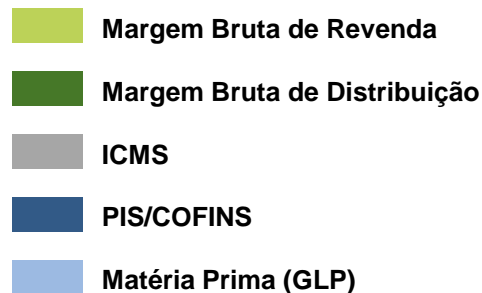 Margem Bruta de Revenda
Margem Bruta de Distribuição
ICMS
PIS/COFINS
Matéria Prima (GLP)